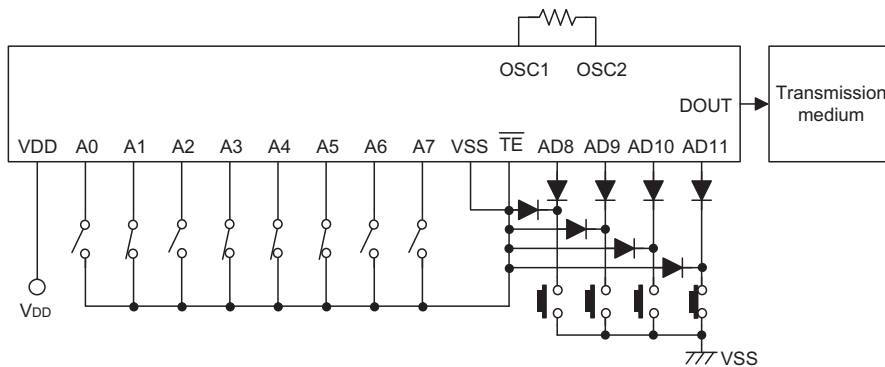 OSC1 OSC2
DOUT
Transmission
medium
VDD A0 A1 A2 A3 A4 A5 A6 A7 VSS TE AD8 AD9 AD10 AD11
VDD
VSS